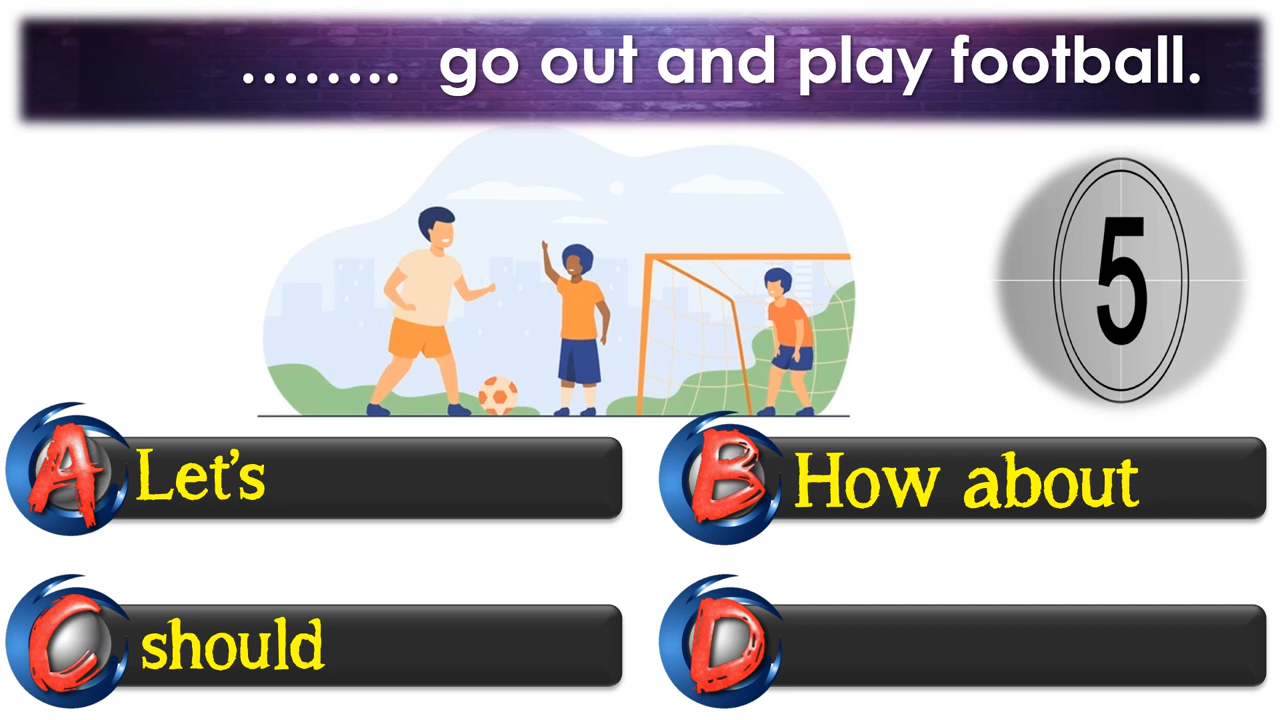 …….. go out and play football.
5
A Let's
B How about
C should
D